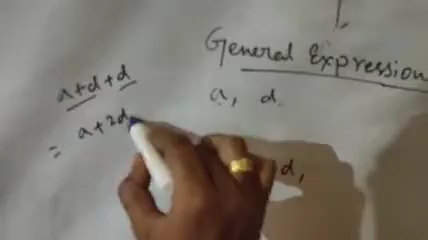 General Expression
a+d+d
a, d
= a+2d
d,